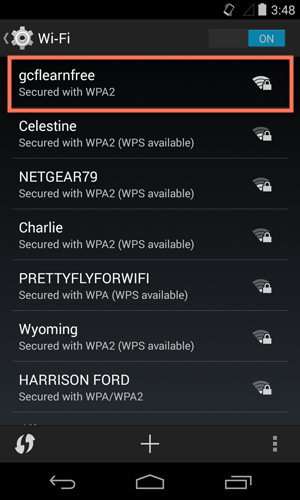 3:48
Wi-Fi
ON
gcflearnfree
Secured with WPA2
Celestine
Secured with WPA2 (WPS available)
NETGEAR79
Secured with WPA2 (WPS available)
Charlie
Secured with WPA2 (WPS available)
PRETTYFLYFORWIFI
Secured with WPA (WPS available)
Wyoming
Secured with WPA2 (WPS available)
HARRISON FORD
Secured with WPA/WPA2